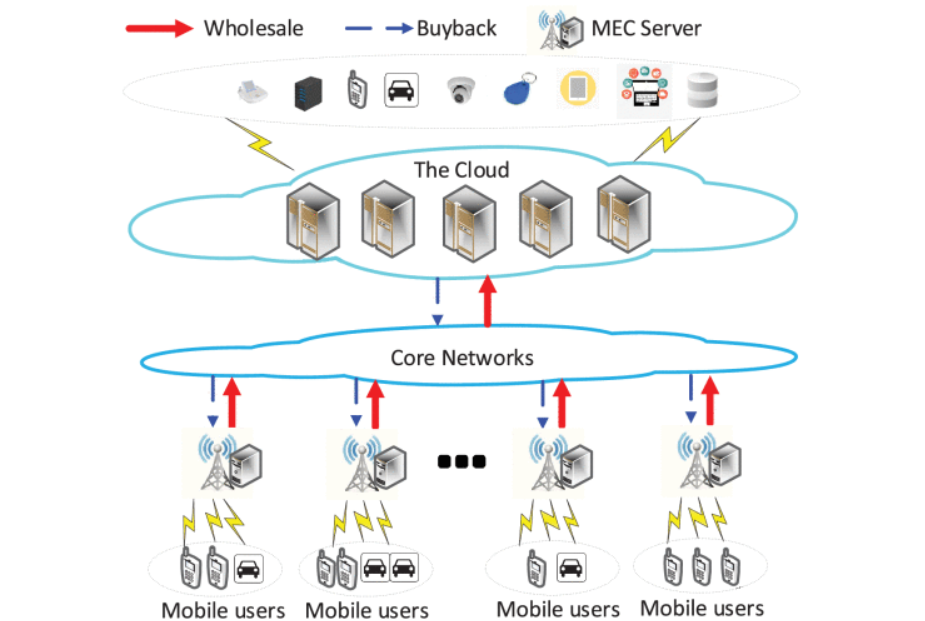 Wholesale
Buyback
MEC Server
The Cloud
Core Networks
Mobile users
Mobile users
Mobile users
Mobile users